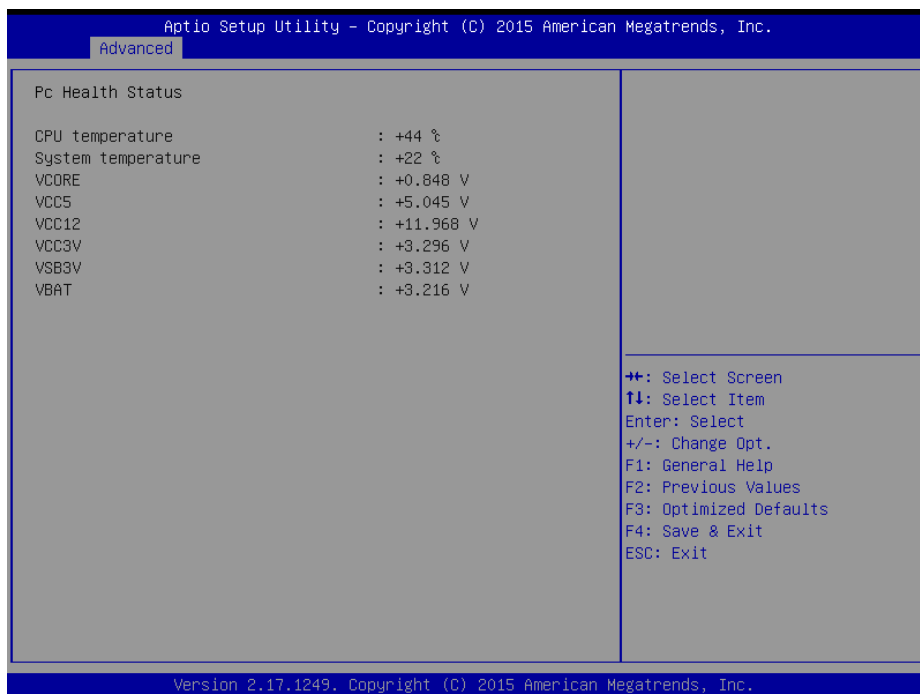 Aptio Setup Utility – Copyright (C) 2015 American Megatrends, Inc.
Advanced
Pc Health Status
CPU temperature : +44 ℃
System temperature : +22 ℃
VCORE : +0.848 V
VCC5 : +5.045 V
VCC12 : +11.968 V
VCC3V : +3.296 V
VSB3V : +3.312 V
VBAT : +3.216 V
→←: Select Screen
↑↓: Select Item
Enter: Select
+/-: Change Opt.
F1: General Help
F2: Previous Values
F3: Optimized Defaults
F4: Save & Exit
ESC: Exit
Version 2.17.1249. Copyright (C) 2015 American Megatrends, Inc.